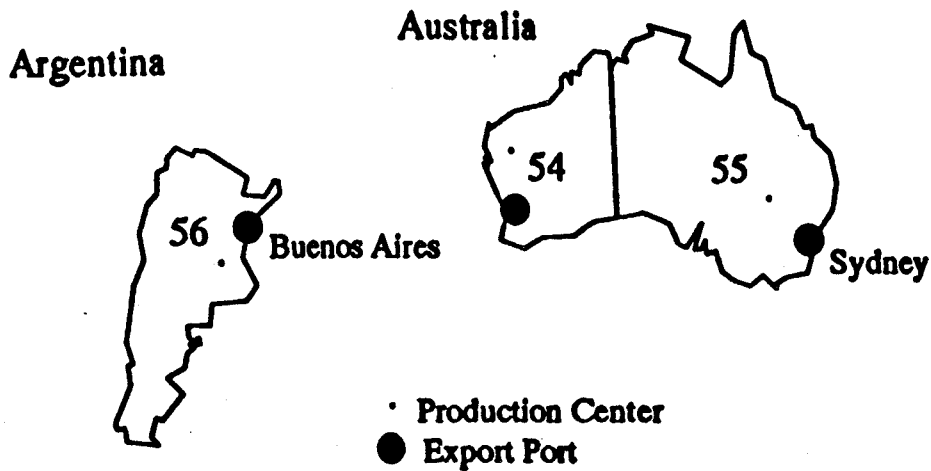 Argentina
Australia
54
55
56
Buenos Aires
Sydney
Production Center
Export Port